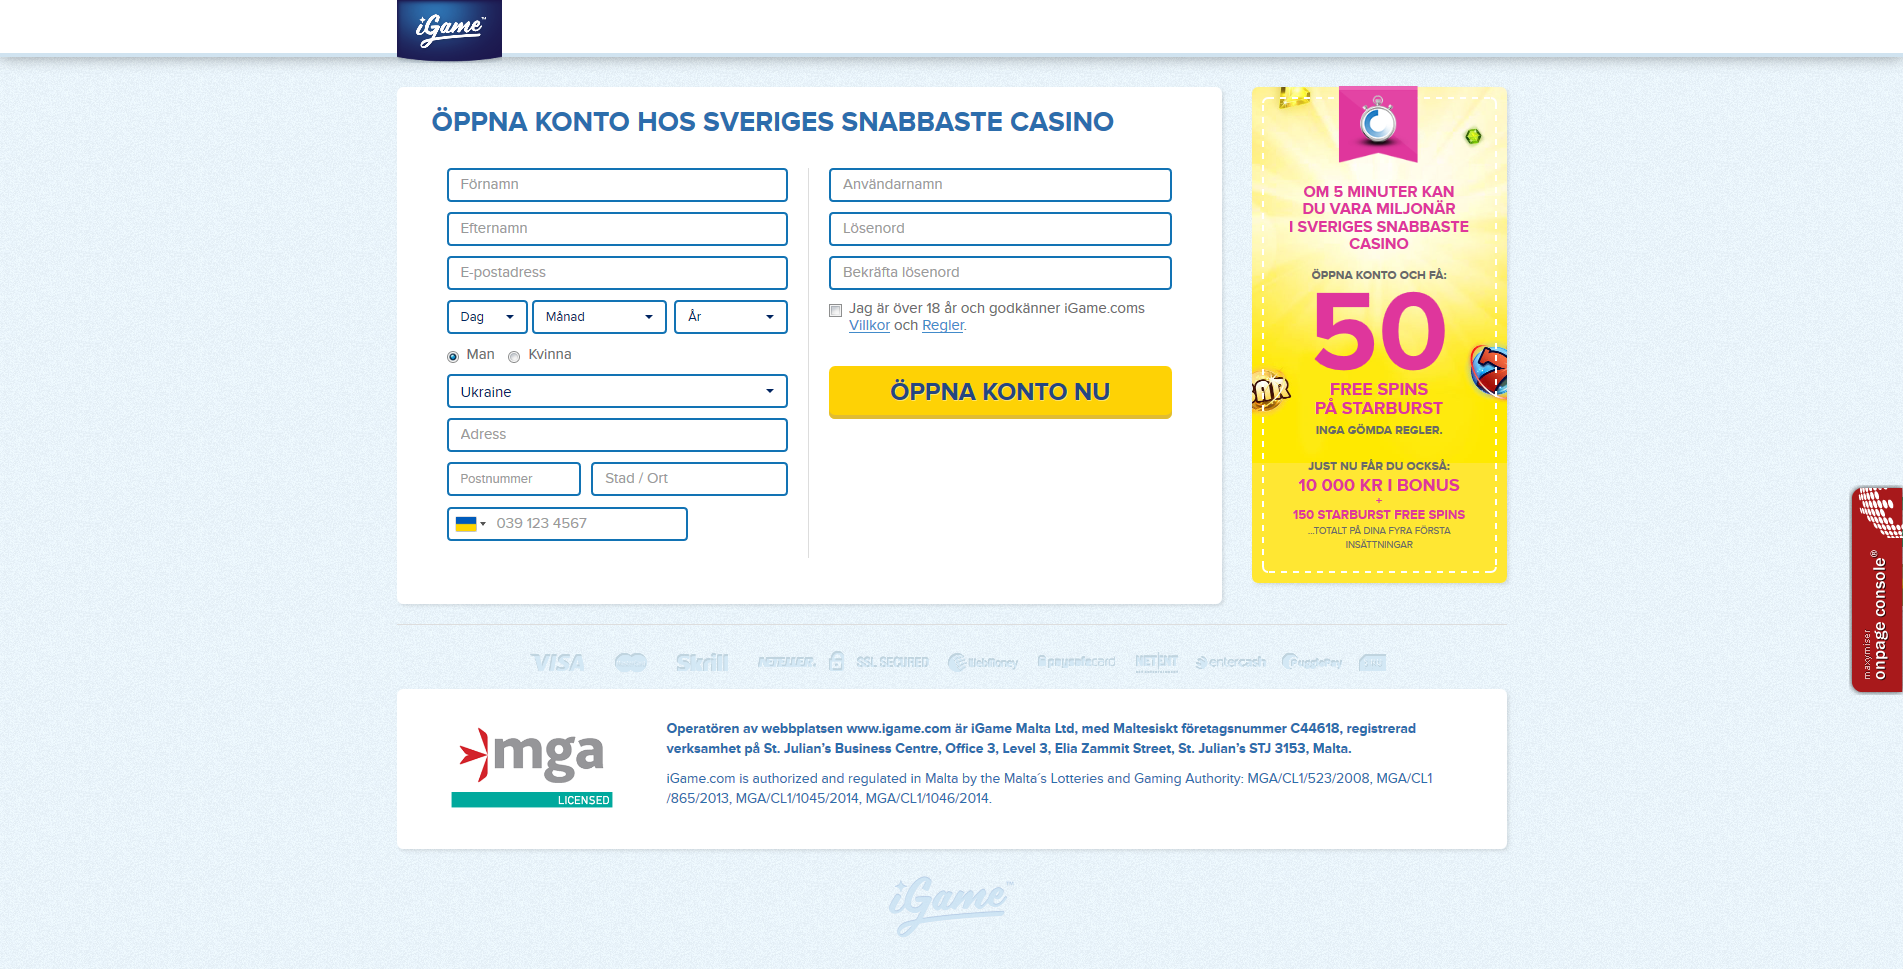 iGame™
ÖPPNA KONTO HOS SVERIGES SNABBASTE CASINO
Förnamn
Efternamn
E-postadress
Dag
Månad
År
Man
Kvinna
Ukraine
Adress
Postnummer
Stad / Ort
039 123 4567
Användarnamn
Lösenord
Bekräfta lösenord
Jag är över 18 år och godkänner iGame.coms
Villkor och Regler.
ÖPPNA KONTO NU
OM 5 MINUTER KAN
DU VARA MILJONÄR
I SVERIGES SNABBASTE
CASINO
ÖPPNA KONTO OCH FÅ:
50
FREE SPINS
PÅ STARBURST
INGA GÖMDA REGLER.
BAR
JUST NU FÅR DU OCKSÅ:
10 000 KR I BONUS
+
150 STARBURST FREE SPINS
...TOTALT PÅ DINA FYRA FÖRSTA
INSÄTTNINGAR
maxymiser
onpage console®
VISA
Skrill
NETELLER.
SSL SECURED
WebMoney
paysafecard
NET ENT
entercash
PugglePay
mga
LICENSED
Operatören av webbplatsen www.igame.com är iGame Malta Ltd, med Maltesiskt företagsnummer C44618, registrerad
verksamhet på St. Julian's Business Centre, Office 3, Level 3, Elia Zammit Street, St. Julian's STJ 3153, Malta.
iGame.com is authorized and regulated in Malta by the Malta´s Lotteries and Gaming Authority: MGA/CL1/523/2008, MGA/CL1
/865/2013, MGA/CL1/1045/2014, MGA/CL1/1046/2014.
iGame™